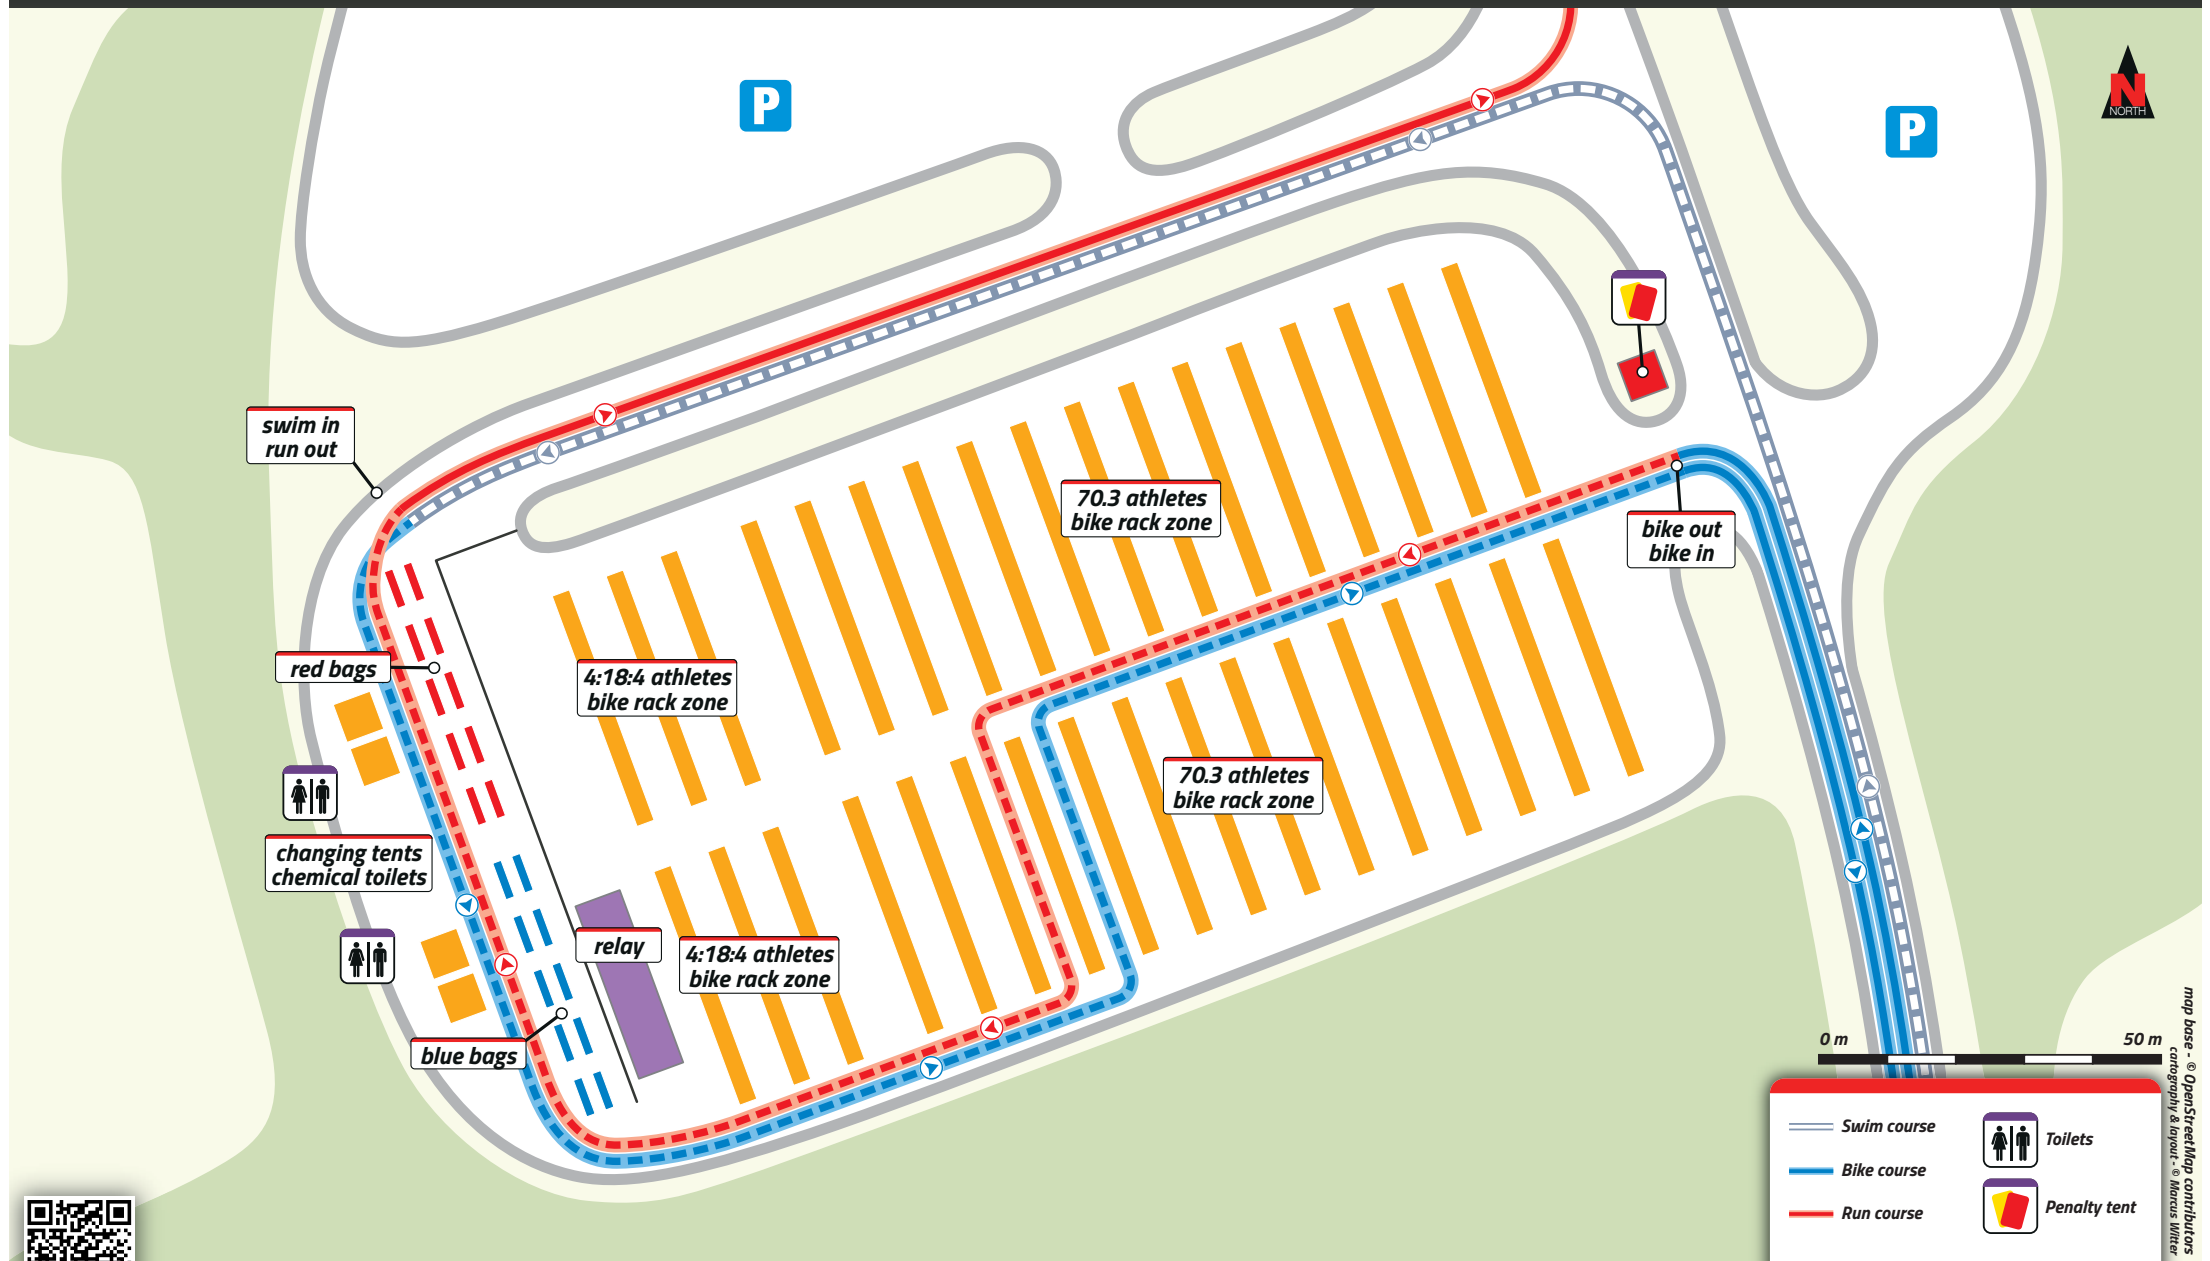 P
P
N
NORTH
swim in
run out
70.3 athletes
bike rack zone
bike out
bike in
red bags
4:18:4 athletes
bike rack zone
70.3 athletes
bike rack zone
changing tents
chemical toilets
relay
4:18:4 athletes
bike rack zone
blue bags
0 m
50 m
Swim course
Bike course
Run course
Toilets
Penalty tent
map base - © OpenStreetMap contributors
cartography & layout - © Marcus Witter